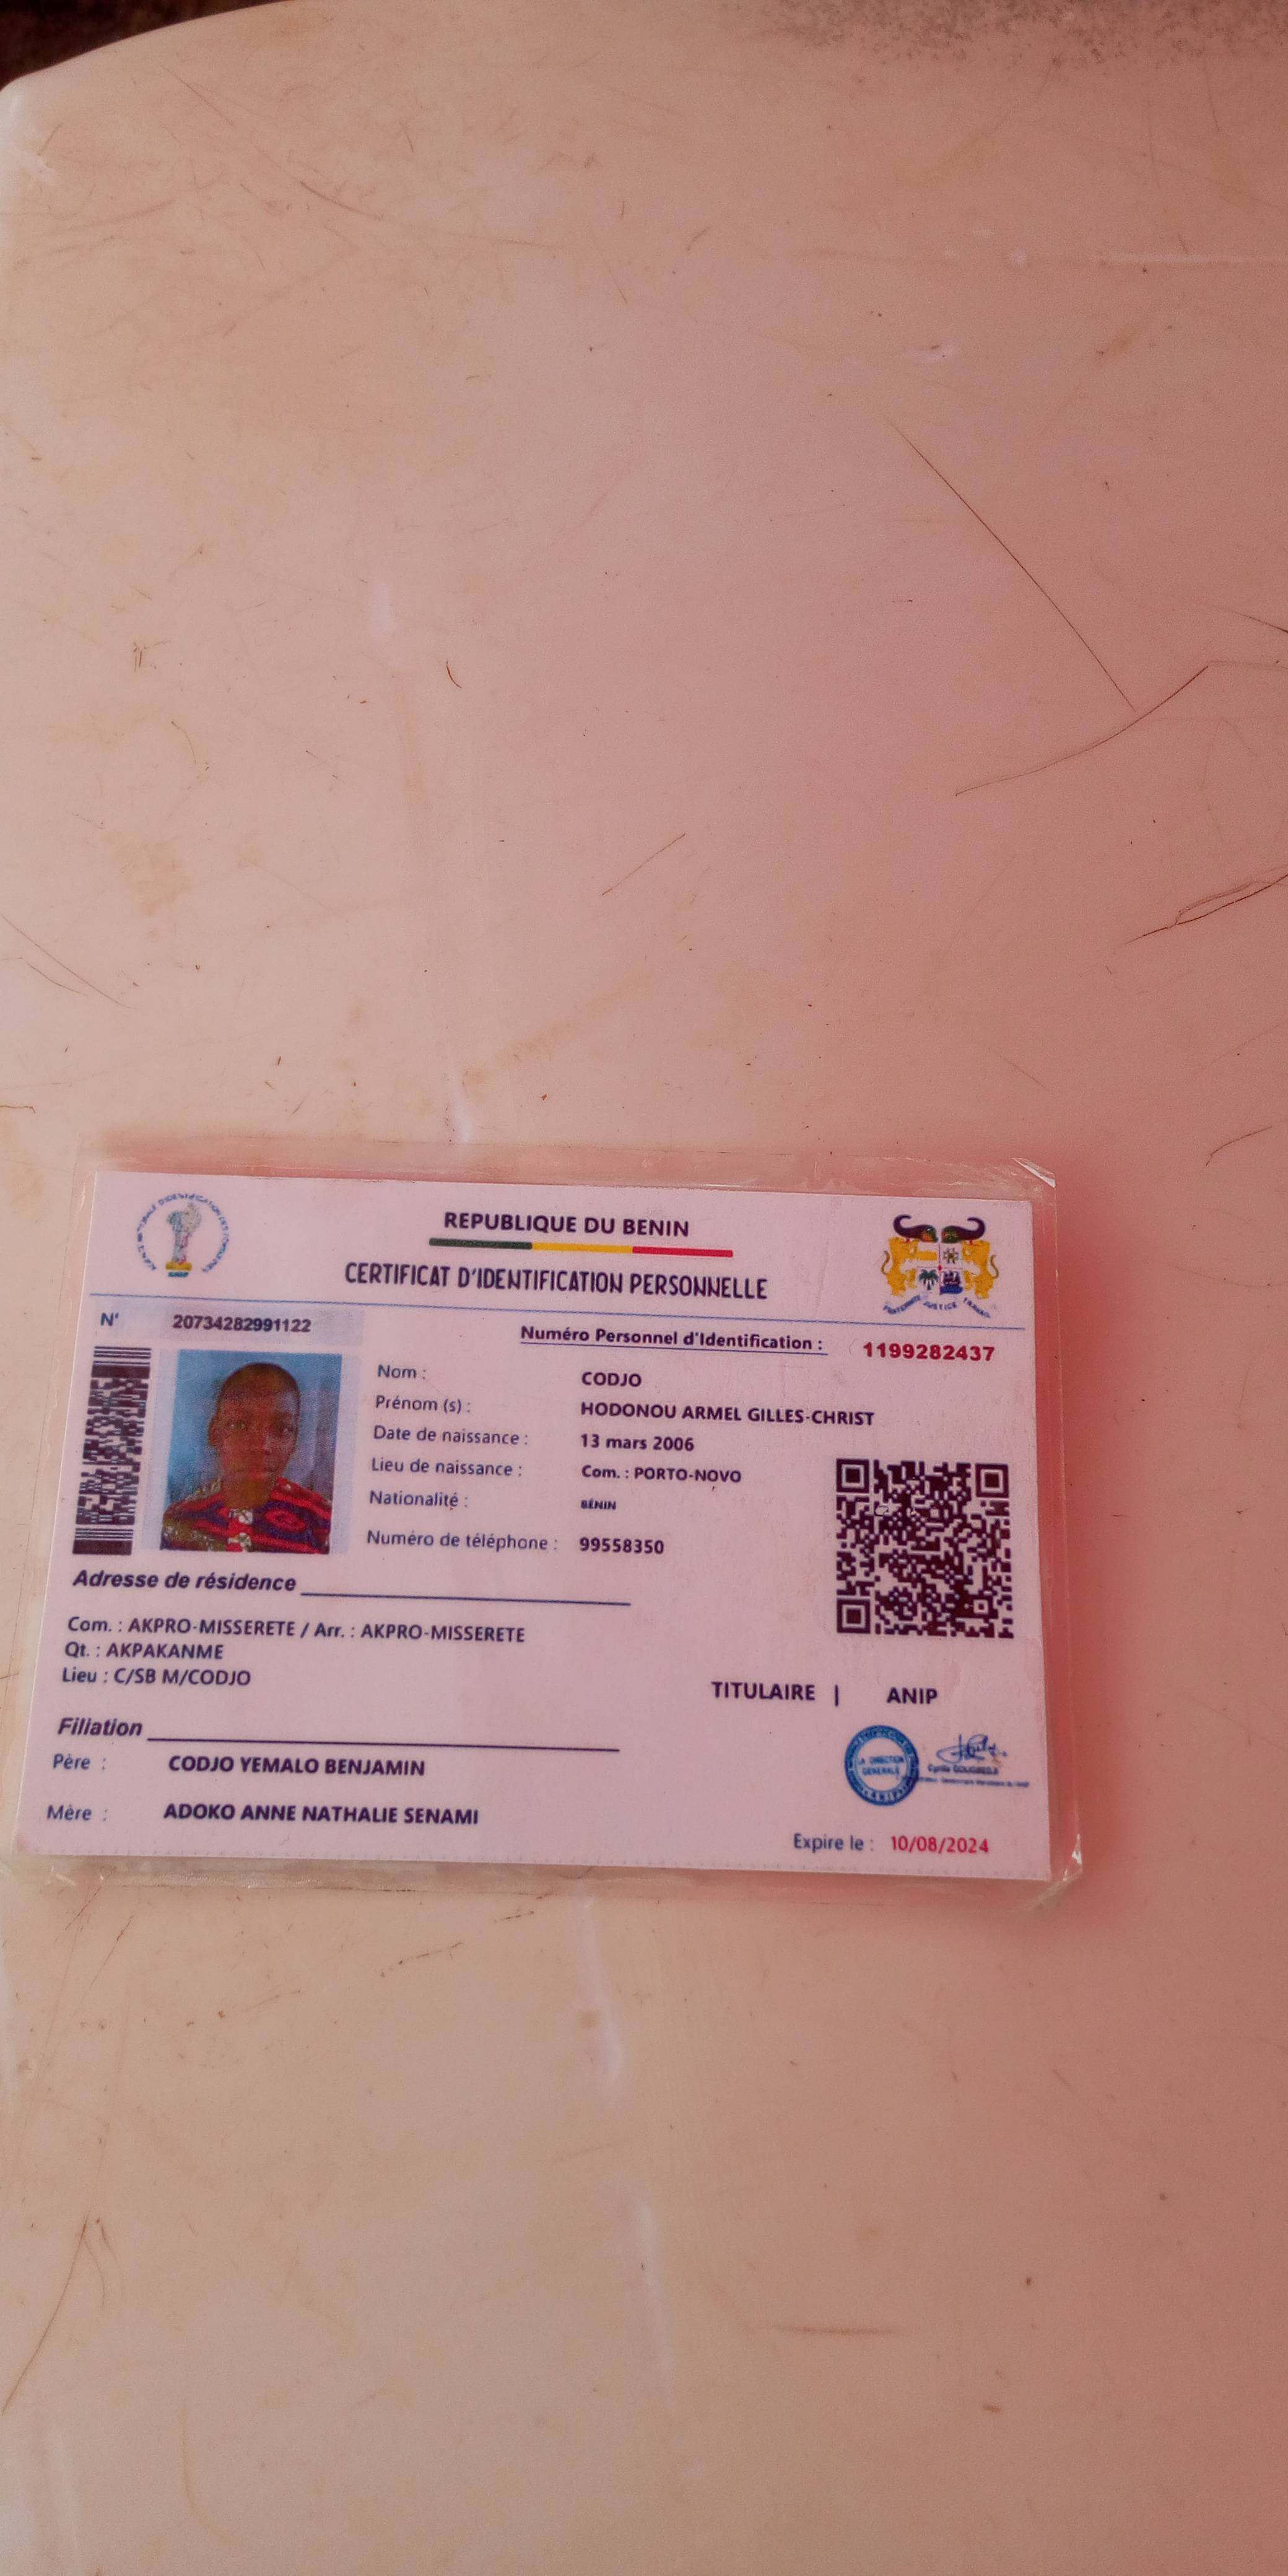 REPUBLIQUE DU BENIN
CERTIFICAT D'IDENTIFICATION PERSONNELLE
N' 20734282991122
Numéro Personnel d'Identification : 1199282437
Nom : CODJO
Prénom (s) : HODONOU ARMEL GILLES-CHRIST
Date de naissance : 13 mars 2006
Lieu de naissance : Com. : PORTO-NOVO
Nationalité : BÉNIN
Numéro de téléphone : 99558350
Adresse de résidence
Com. : AKPRO-MISSERETE / Arr. : AKPRO-MISSERETE
Qt. : AKPAKANME
Lieu : C/SB M/CODJO
TITULAIRE | ANIP
Filiation
Père : CODJO YEMALO BENJAMIN
LA DIRECTION
GENERALE
Mère : ADOKO ANNE NATHALIE SENAMI
Expire le : 10/08/2024
FRATERNITE JUSTICE TRAVAIL